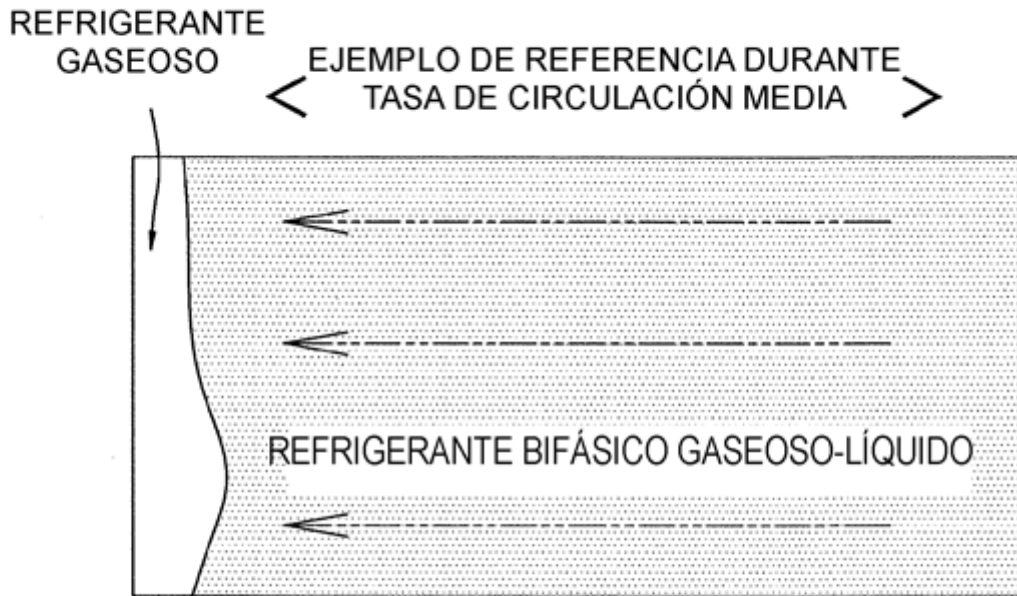 REFRIGERANTE
GASEOSO
EJEMPLO DE REFERENCIA DURANTE
TASA DE CIRCULACIÓN MEDIA
REFRIGERANTE BIFÁSICO GASEOSO-LÍQUIDO